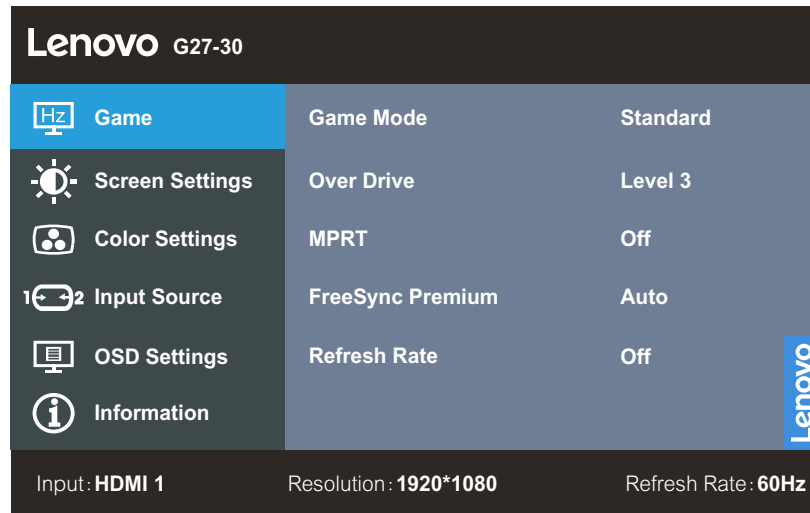 Lenovo G27-30
Hz Game Game Mode Standard
Screen Settings Over Drive Level 3
Color Settings MPRT Off
1 2 Input Source FreeSync Premium Auto
OSD Settings Refresh Rate Off
Information
Lenovo
Input: HDMI 1 Resolution: 1920*1080 Refresh Rate: 60Hz